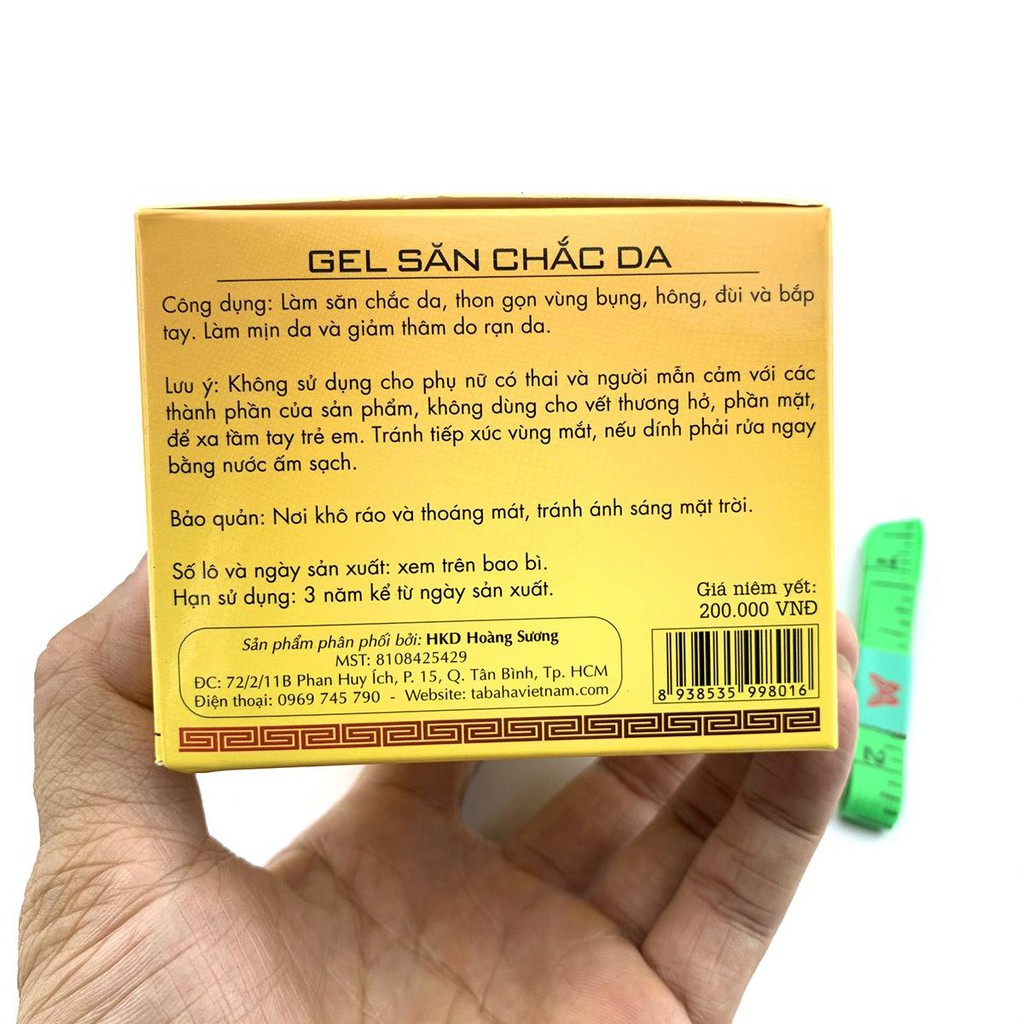 GEL SĂN CHẮC DA
Công dụng: Làm săn chắc da, thon gọn vùng bụng, hông, đùi và bắp
tay. Làm mịn da và giảm thâm do rạn da.
Lưu ý: Không sử dụng cho phụ nữ có thai và người mẫn cảm với các
thành phần của sản phẩm, không dùng cho vết thương hở, phần mặt,
để xa tầm tay trẻ em. Tránh tiếp xúc vùng mắt, nếu dính phải rửa ngay
bằng nước ấm sạch.
Bảo quản: Nơi khô ráo và thoáng mát, tránh ánh sáng mặt trời.
Số lô và ngày sản xuất: xem trên bao bì.
Hạn sử dụng: 3 năm kể từ ngày sản xuất.
Giá niêm yết:
200.000 VNĐ
Sản phẩm phân phối bởi: HKD Hoàng Sương
MST: 8108425429
ĐC: 72/2/11B Phan Huy Ích, P. 15, Q. Tân Bình, Tp. HCM
Điện thoại: 0969 745 790 - Website: tabahavietnam.com
8 938535 998016
2